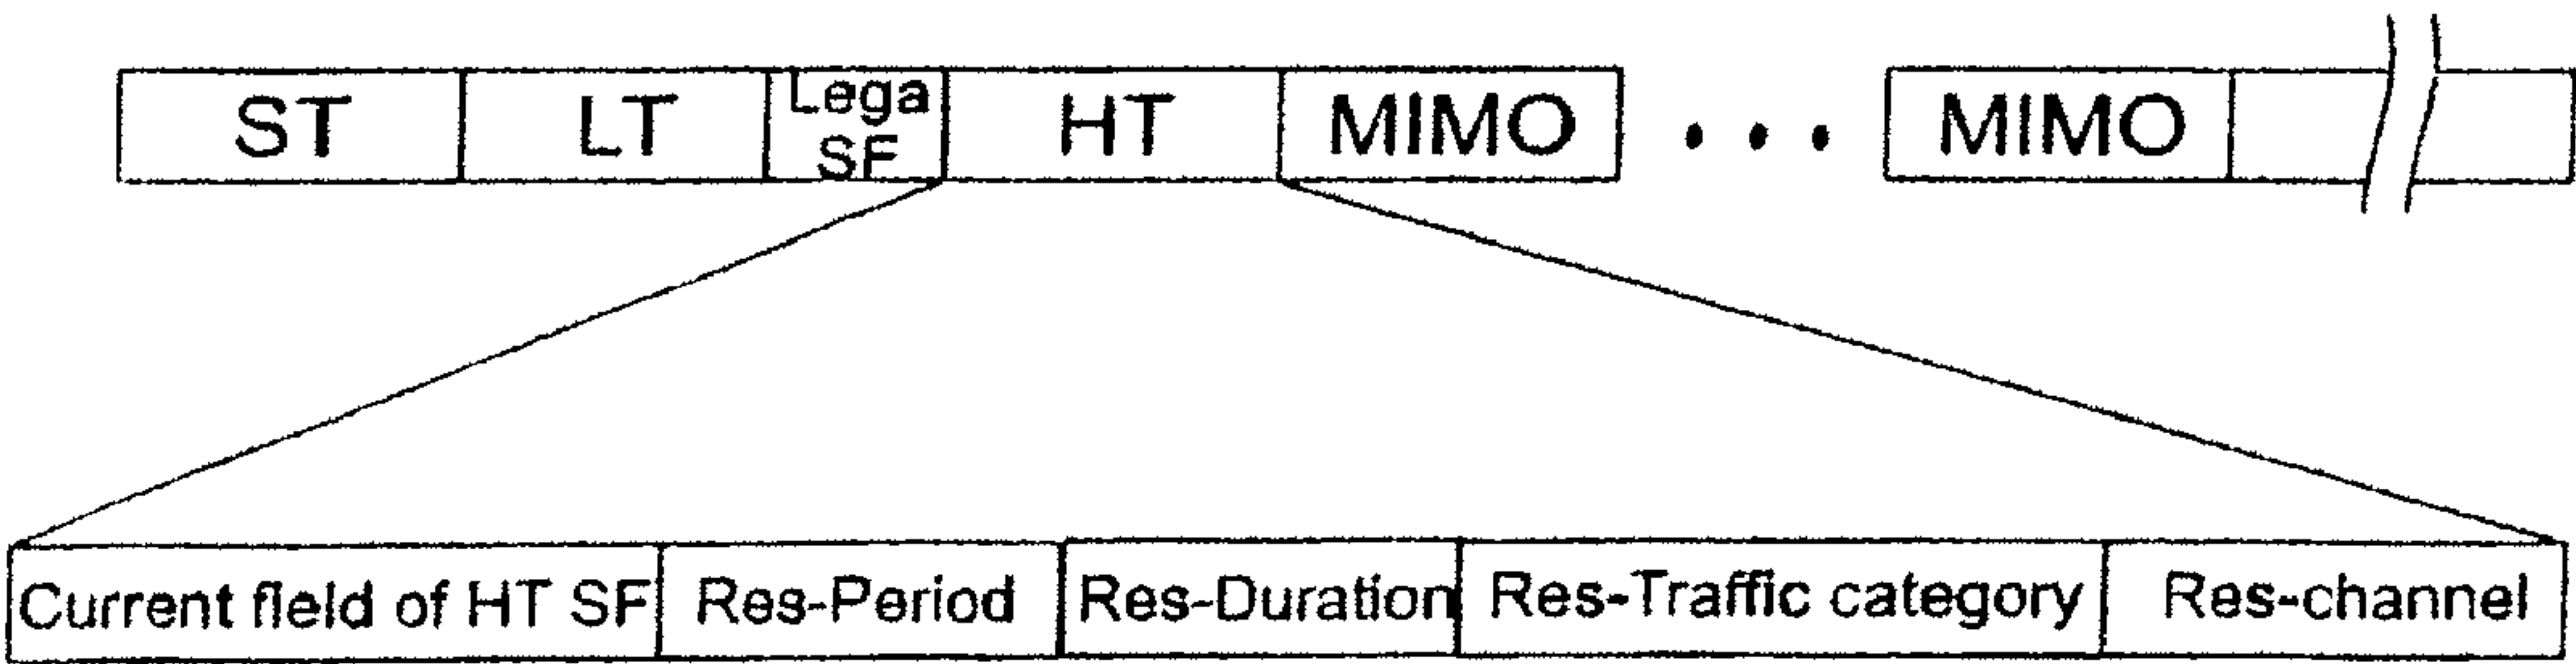 ST LT Lega SF HT MIMO • • • MIMO
Current field of HT SF Res-Period Res-Duration Res-Traffic category Res-channel